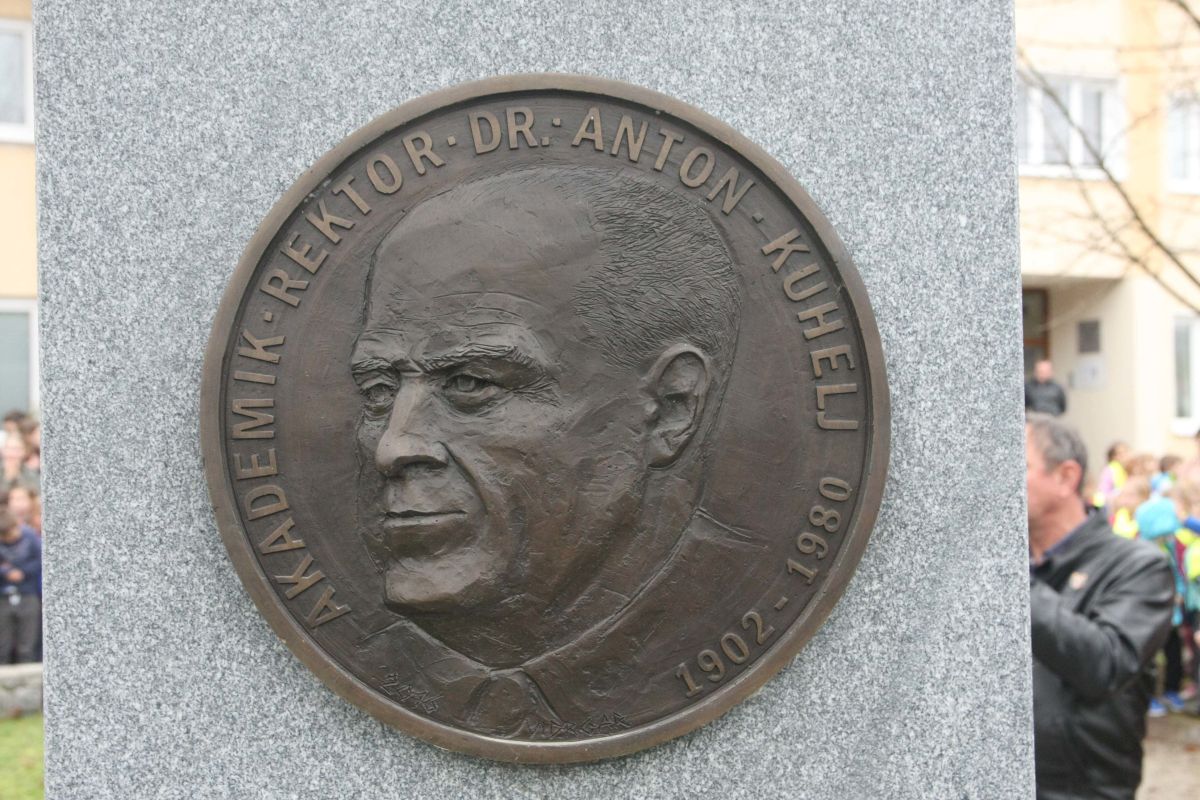 AKADEMIK · REKTOR · DR. · ANTON · KUHELJ
1902 - 1980